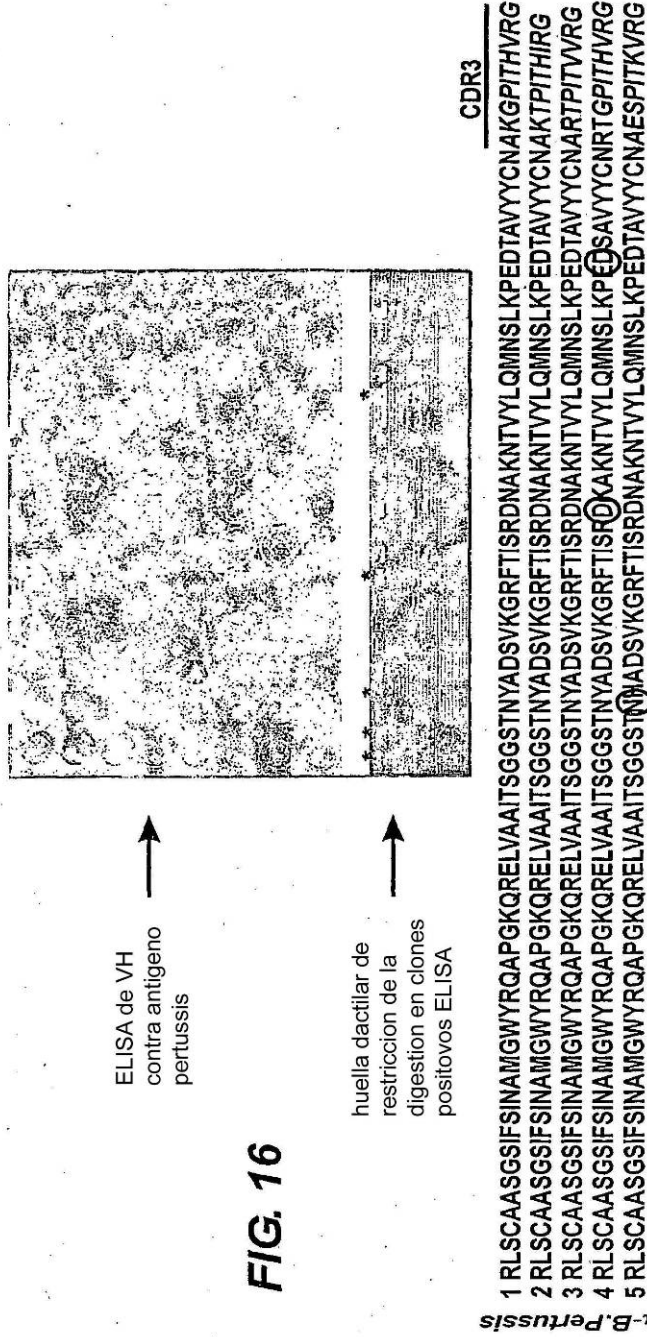 FIG. 16
ELISA de VH
contra antigeno
pertussis
huella dactilar de
restriccion de la
digestion en clones
positovos ELISA
* * * * *
CDR3
1 RLSCAASGSIFSINAMGWYRQAPGKQRELVAAITSGGSTNYADSVKGRFTISRDNAKNTVYLQMNSLKPEDTAVYYCNAKGPITHVRG
2 RLSCAASGSIFSINAMGWYRQAPGKQRELVAAITSGGSTNYADSVKGRFTISRDNAKNTVYLQMNSLKPEDTAVYYCNAKTPITHIRG
3 RLSCAASGSIFSINAMGWYRQAPGKQRELVAAITSGGSTNYADSVKGRFTISRDNAKNTVYLQMNSLKPEDTAVYYCNARTPITVVRG
4 RLSCAASGSIFSINAMGWYRQAPGKQRELVAAITSGGSTNYADSVKGRFTISRDKAKNTVYLQMNSLKPEDSAVYYCNRTGPITHVRG
5 RLSCAASGSIFSINAMGWYRQAPGKQRELVAAITSGGSTNHADSVKGRFTISRDNAKNTVYLQMNSLKPEDTAVYYCNAESPITKVRG
-B.Pertussis